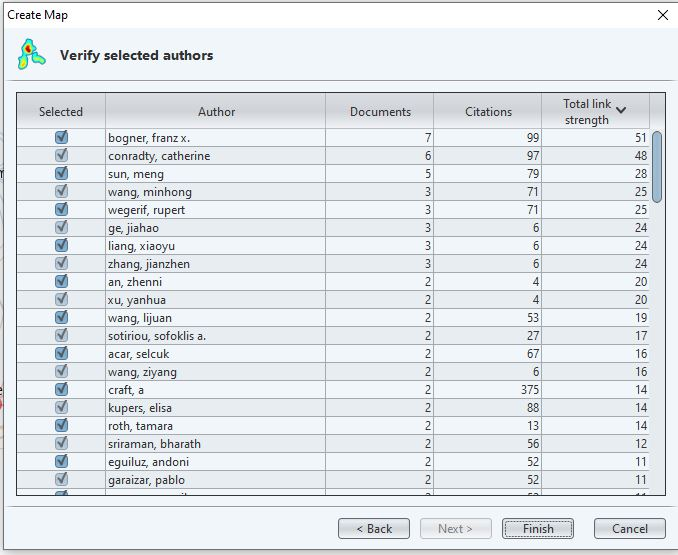 Create Map
Verify selected authors
Selected Author Documents Citations Total link strength
bogner, franz x. 7 99 51
conradty, catherine 6 97 48
sun, meng 5 79 28
wang, minhong 3 71 25
wegerif, rupert 3 71 25
ge, jiahao 3 6 24
liang, xiaoyu 3 6 24
zhang, jianzhen 3 6 24
an, zhenni 2 4 20
xu, yanhua 2 4 20
wang, lijuan 2 53 19
sotiriou, sofoklis a. 2 27 17
acar, selcuk 2 67 16
wang, ziyang 2 6 16
craft, a 2 375 14
kupers, elisa 2 88 14
roth, tamara 2 13 14
sriraman, bharath 2 56 12
eguiluz, andoni 2 52 11
garaizar, pablo 2 52 11
< Back Next > Finish Cancel